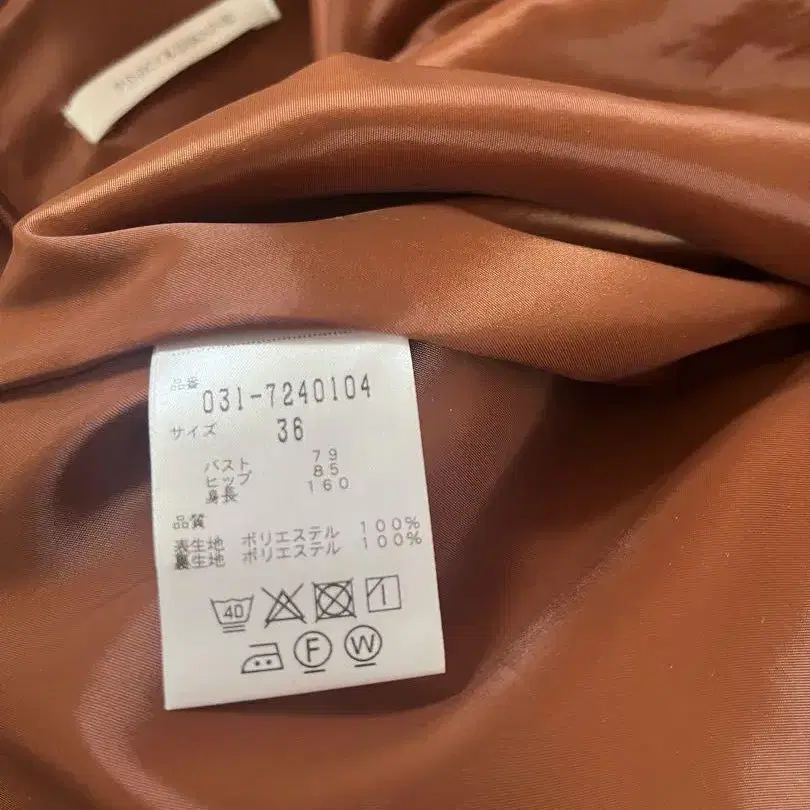 品番
031-7240104
サイズ 36
バスト 79
ヒップ 85
身長 160
品質
表生地 ポリエステル 100%
裏生地 ポリエステル 100%
40
F W